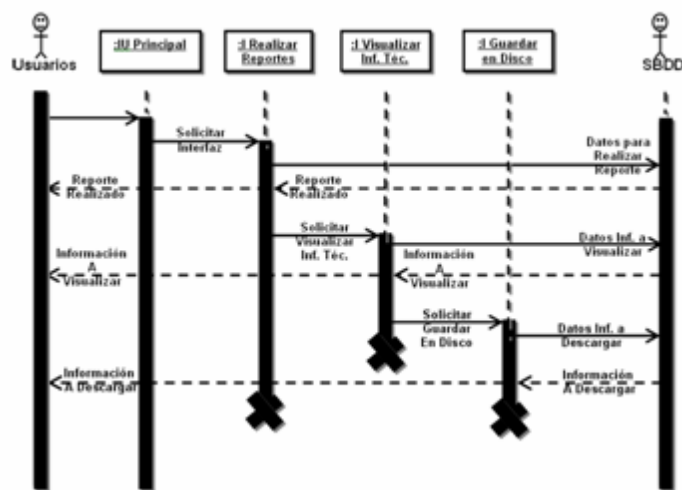 Usuarios
:IU Principal
:I Realizar
Reportes
:I Visualizar
Inf. Téc.
:I Guardar
en Disco
SBDD
Solicitar
Interfaz
Datos para
Realizar
Reporte
Reporte
Realizado
Reporte
Realizado
Solicitar
Visualizar
Inf. Téc.
Datos Inf. a
Visualizar
Información
A
Visualizar
Información
A
Visualizar
Solicitar
Guardar
En Disco
Datos Inf. a
Descargar
Información
A Descargar
Información
A Descargar